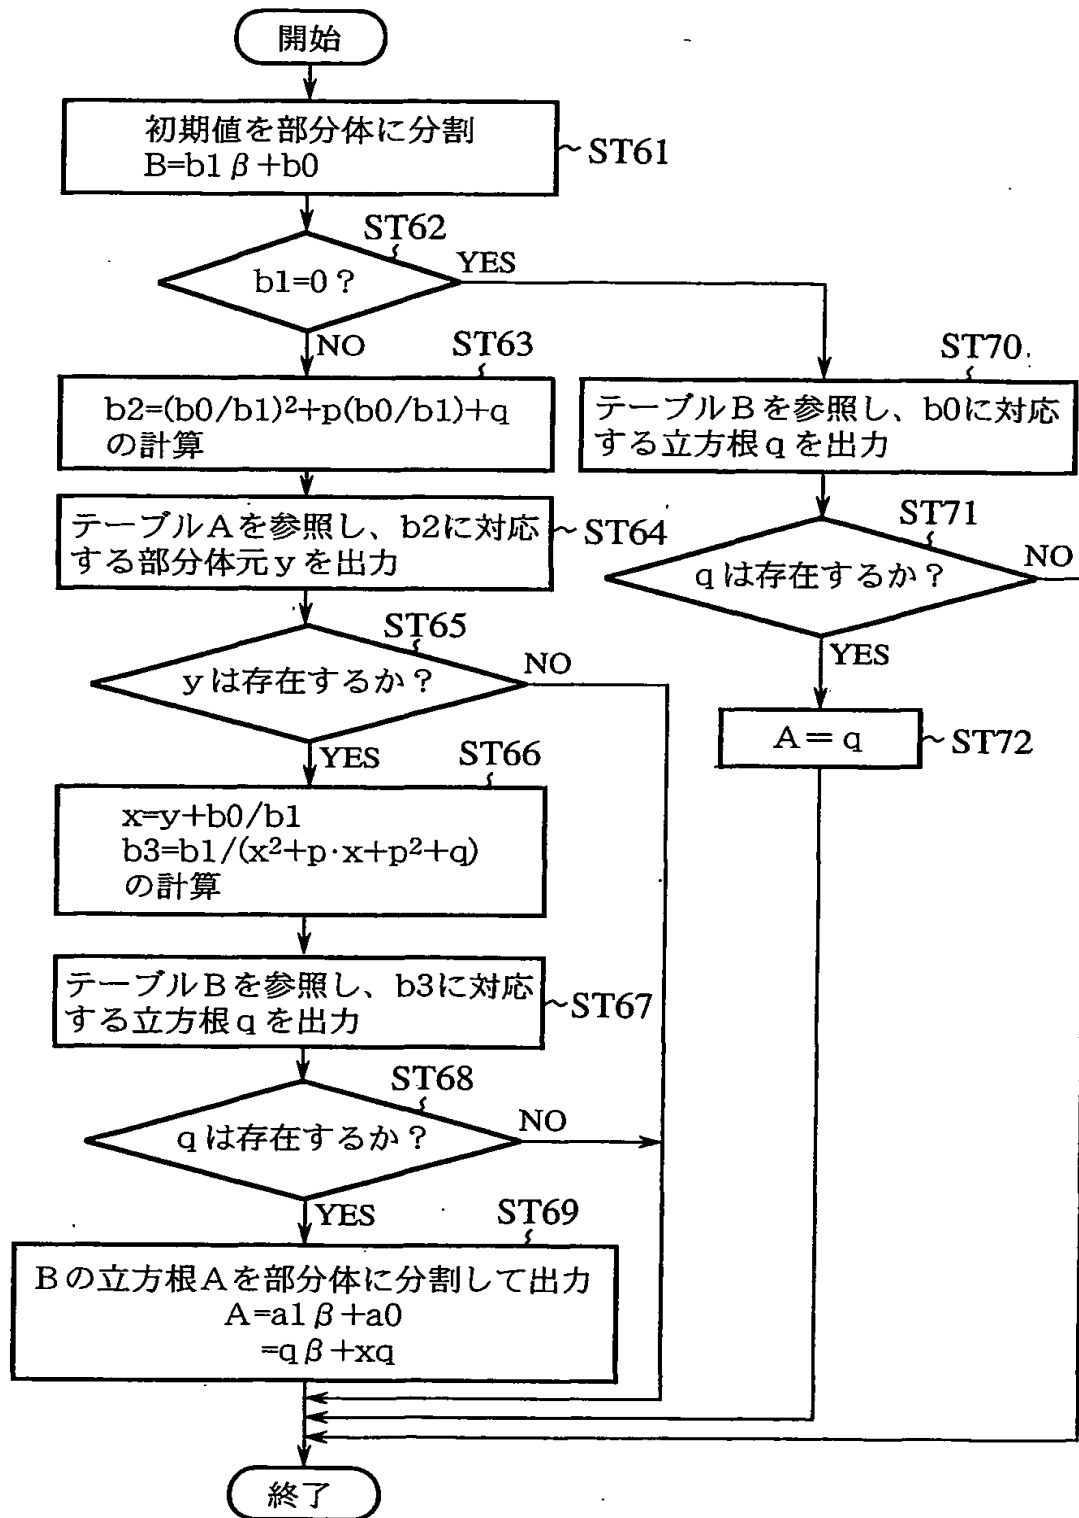 開始
初期値を部分体に分割
B=b1β+b0
ST61
ST62
b1=0?
YES
NO
ST63
b2=(b0/b1)²+p(b0/b1)+q
の計算
テーブルAを参照し、b2に対応
する部分体元yを出力
ST64
ST65
yは存在するか?
NO
YES
ST66
x=y+b0/b1
b3=b1/(x²+p·x+p²+q)
の計算
テーブルBを参照し、b3に対応
する立方根qを出力
ST67
ST68
qは存在するか?
NO
YES
ST69
Bの立方根Aを部分体に分割して出力
A=a1β+a0
=qβ+xq
ST70
テーブルBを参照し、b0に対応
する立方根qを出力
ST71
qは存在するか?
NO
YES
A=q
ST72
終了